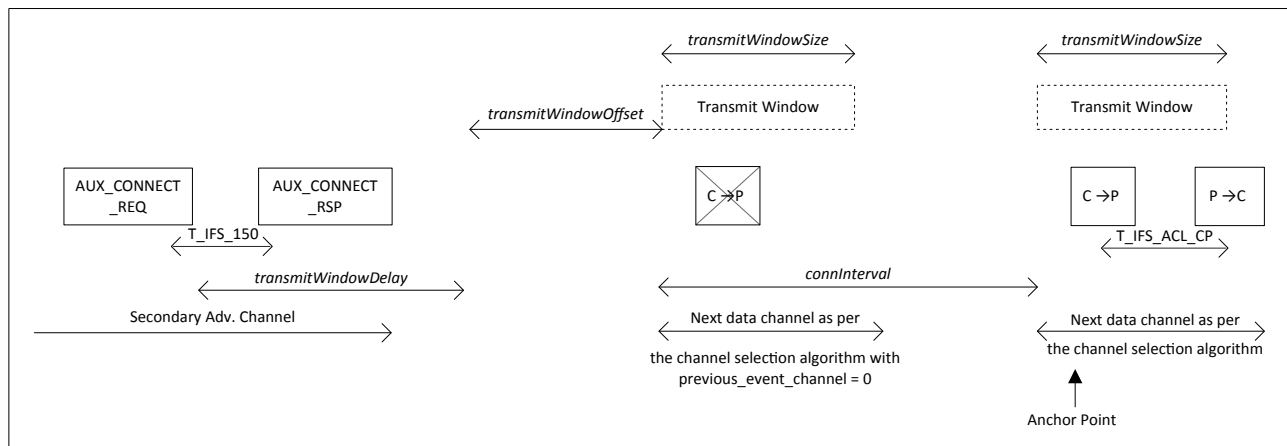 transmitWindowSize
transmitWindowSize
Transmit Window
Transmit Window
transmitWindowOffset
AUX_CONNECT
_REQ
AUX_CONNECT
_RSP
C →P
C →P
P →C
T_IFS_150
T_IFS_ACL_CP
transmitWindowDelay
connInterval
Secondary Adv. Channel
Next data channel as per
the channel selection algorithm with
previous_event_channel = 0
Next data channel as per
the channel selection algorithm
Anchor Point